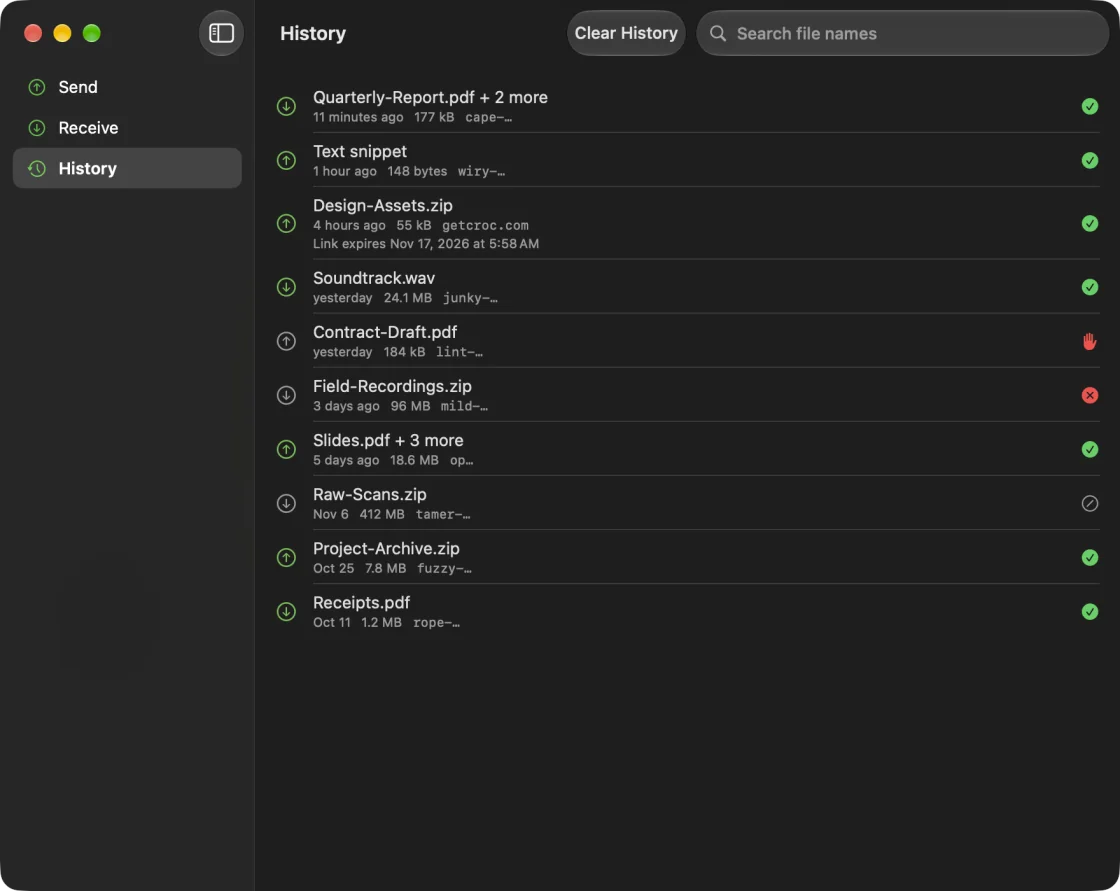 History
Clear History
Search file names
Send
Receive
History
Quarterly-Report.pdf + 2 more
11 minutes ago 177 kB cape-…
Text snippet
1 hour ago 148 bytes wiry-…
Design-Assets.zip
4 hours ago 55 kB getcroc.com
Link expires Nov 17, 2026 at 5:58 AM
Soundtrack.wav
yesterday 24.1 MB junky-…
Contract-Draft.pdf
yesterday 184 kB lint-…
Field-Recordings.zip
3 days ago 96 MB mild-…
Slides.pdf + 3 more
5 days ago 18.6 MB op…
Raw-Scans.zip
Nov 6 412 MB tamer-…
Project-Archive.zip
Oct 25 7.8 MB fuzzy-…
Receipts.pdf
Oct 11 1.2 MB rope-…